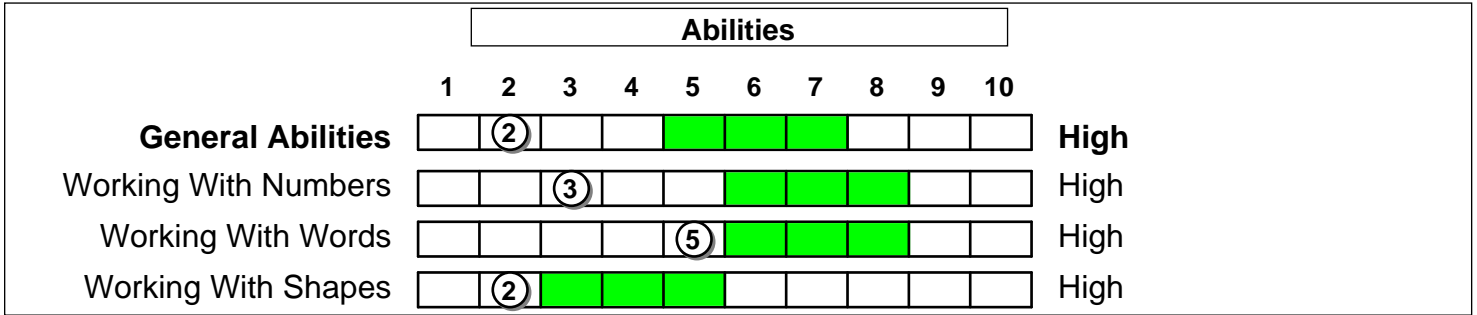 Abilities
1 2 3 4 5 6 7 8 9 10
General Abilities 2 High
Working With Numbers 3 High
Working With Words 5 High
Working With Shapes 2 High